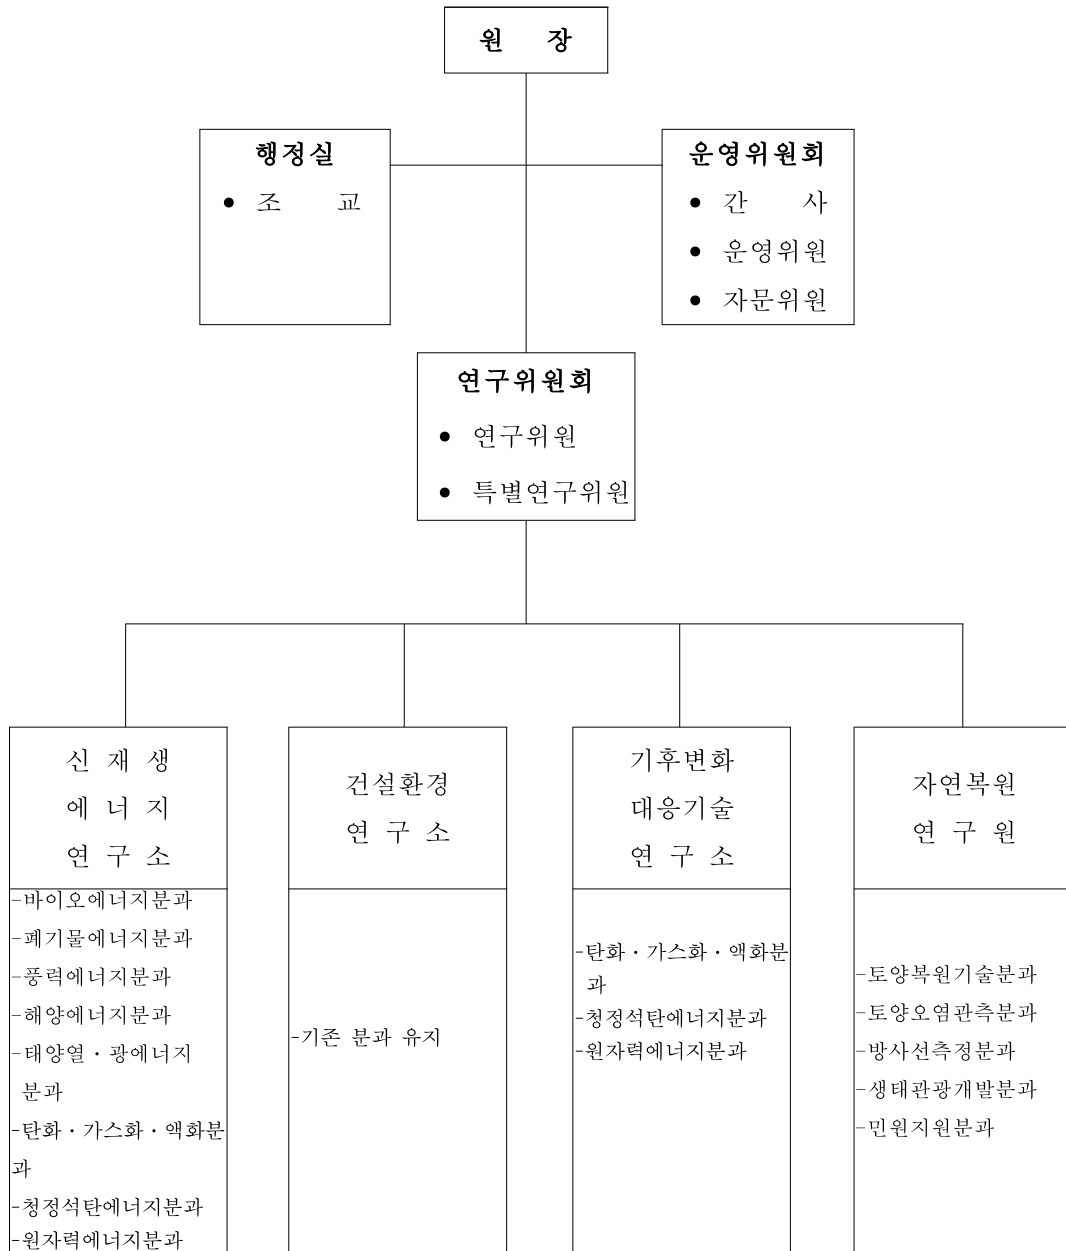 원 장
행정실
• 조 교
운영위원회
• 간 사
• 운영위원
• 자문위원
연구위원회
• 연구위원
• 특별연구위원
신 재 생
에 너 지
연 구 소
-바이오에너지분과
-폐기물에너지분과
-풍력에너지분과
-해양에너지분과
-태양열·광에너지
분과
-탄화·가스화·액화분
과
-청정석탄에너지분과
-원자력에너지분과
건설환경
연 구 소
-기존 분과 유지
기후변화
대응기술
연 구 소
-탄화·가스화·액화분
과
-청정석탄에너지분과
-원자력에너지분과
자연복원
연 구 원
-토양복원기술분과
-토양오염관측분과
-방사선측정분과
-생태관광개발분과
-민원지원분과